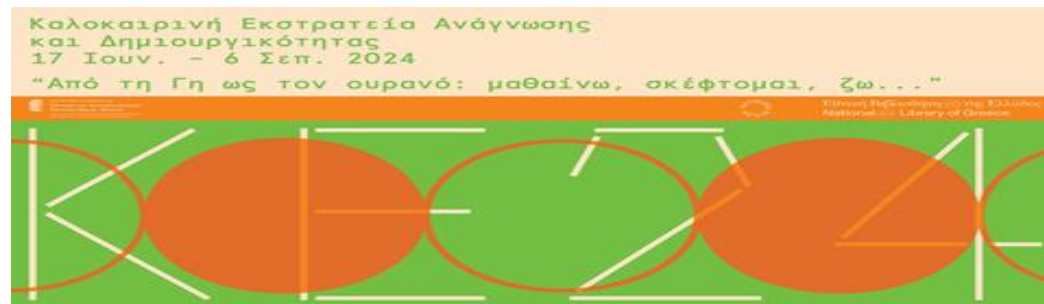 Καλοκαιρινή Εκστρατεία Ανάγνωσης
και Δημιουργικότητας
17 Ιουν. – 6 Σεπ. 2024
“Από τη Γη ως τον ουρανό: μαθαίνω, σκέφτομαι, ζω..."
Εθνική Βιβλιοθήκη της Ελλάδος
National Library of Greece
ΚΕ24